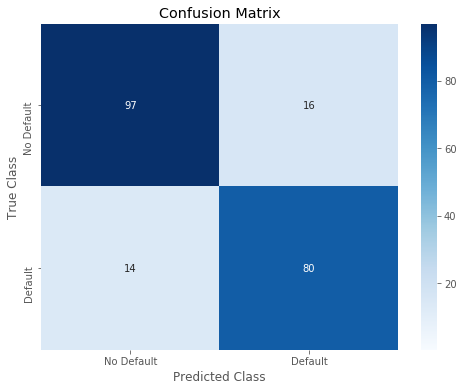 Confusion Matrix
True Class
No Default
97
16
Default
14
80
No Default
Default
Predicted Class
80
60
40
20
0